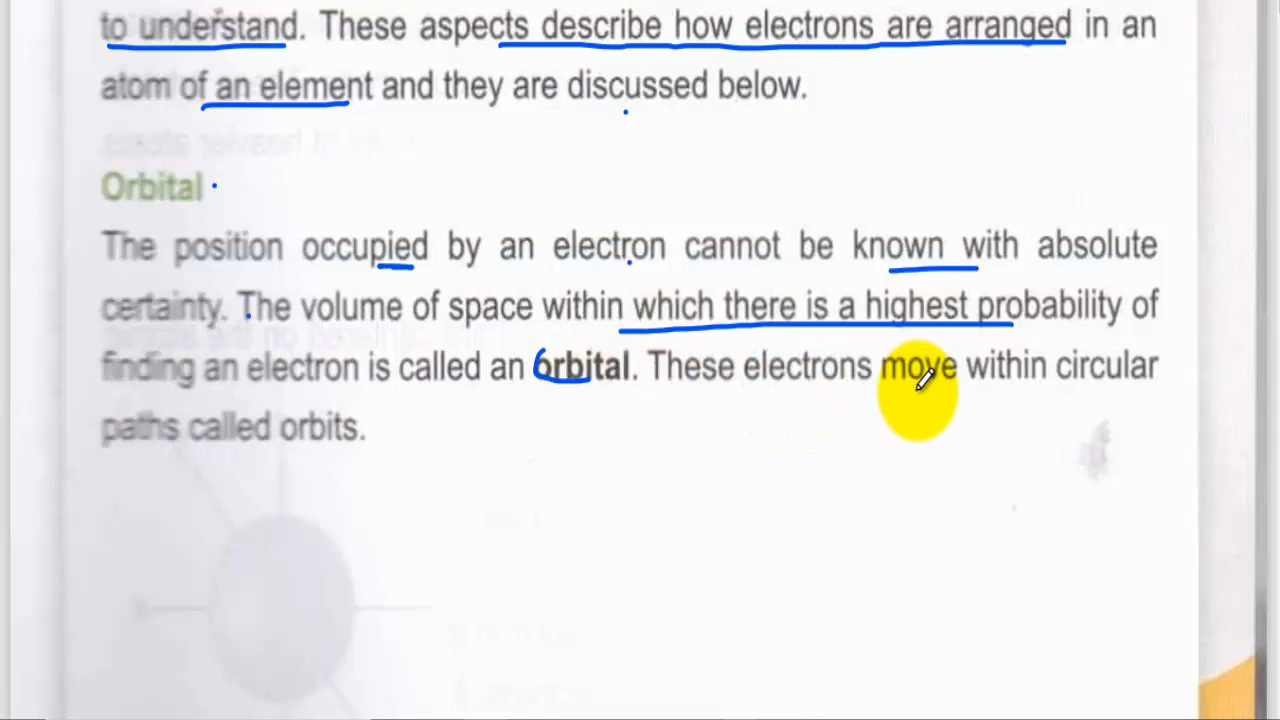 to understand. These aspects describe how electrons are arranged in an
atom of an element and they are discussed below.
Orbital
The position occupied by an electron cannot be known with absolute
certainty. The volume of space within which there is a highest probability of
finding an electron is called an orbital. These electrons move within circular
paths called orbits.